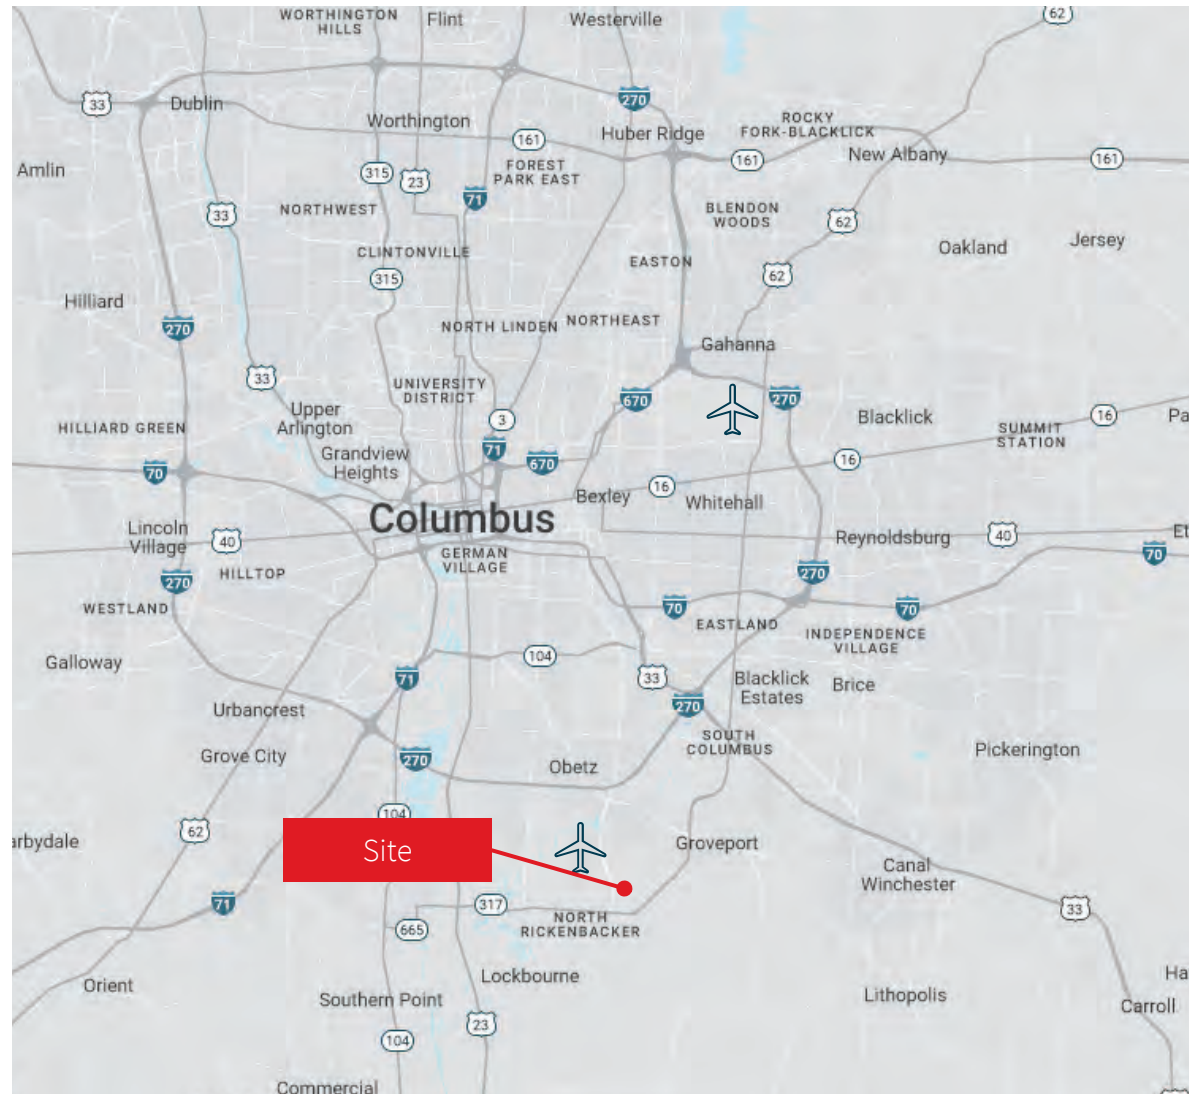 WORTHINGTON
HILLS
Flint
Westerville
62
33
Dublin
270
Worthington
161
Huber Ridge
ROCKY
FORK-BLACKLICK
161
New Albany
161
Amlin
315
23
FOREST
PARK EAST
71
33
NORTHWEST
BLENDON
WOODS
62
Oakland
Jersey
CLINTONVILLE
315
EASTON
62
Hilliard
270
NORTH LINDEN
NORTHEAST
Gahanna
33
UNIVERSITY
DISTRICT
670
270
Upper
Arlington
3
Blacklick
16
Pa
HILLIARD GREEN
SUMMIT
STATION
Grandview
Heights
71
670
70
16
16
Bexley
Whitehall
Columbus
Lincoln
Village
40
Reynoldsburg
40
Et
GERMAN
VILLAGE
70
HILLTOP
270
270
WESTLAND
70
70
EASTLAND
INDEPENDENCE
VILLAGE
Galloway
104
71
33
Blacklick
Estates
Brice
Urbancrest
270
SOUTH
COLUMBUS
Pickerington
Grove City
270
Obetz
104
62
arbydale
Site
Groveport
Canal
Winchester
71
317
33
665
NORTH
RICKENBACKER
Lockbourne
Ha
Orient
Southern Point
Lithopolis
Carroll
23
104
Commercial